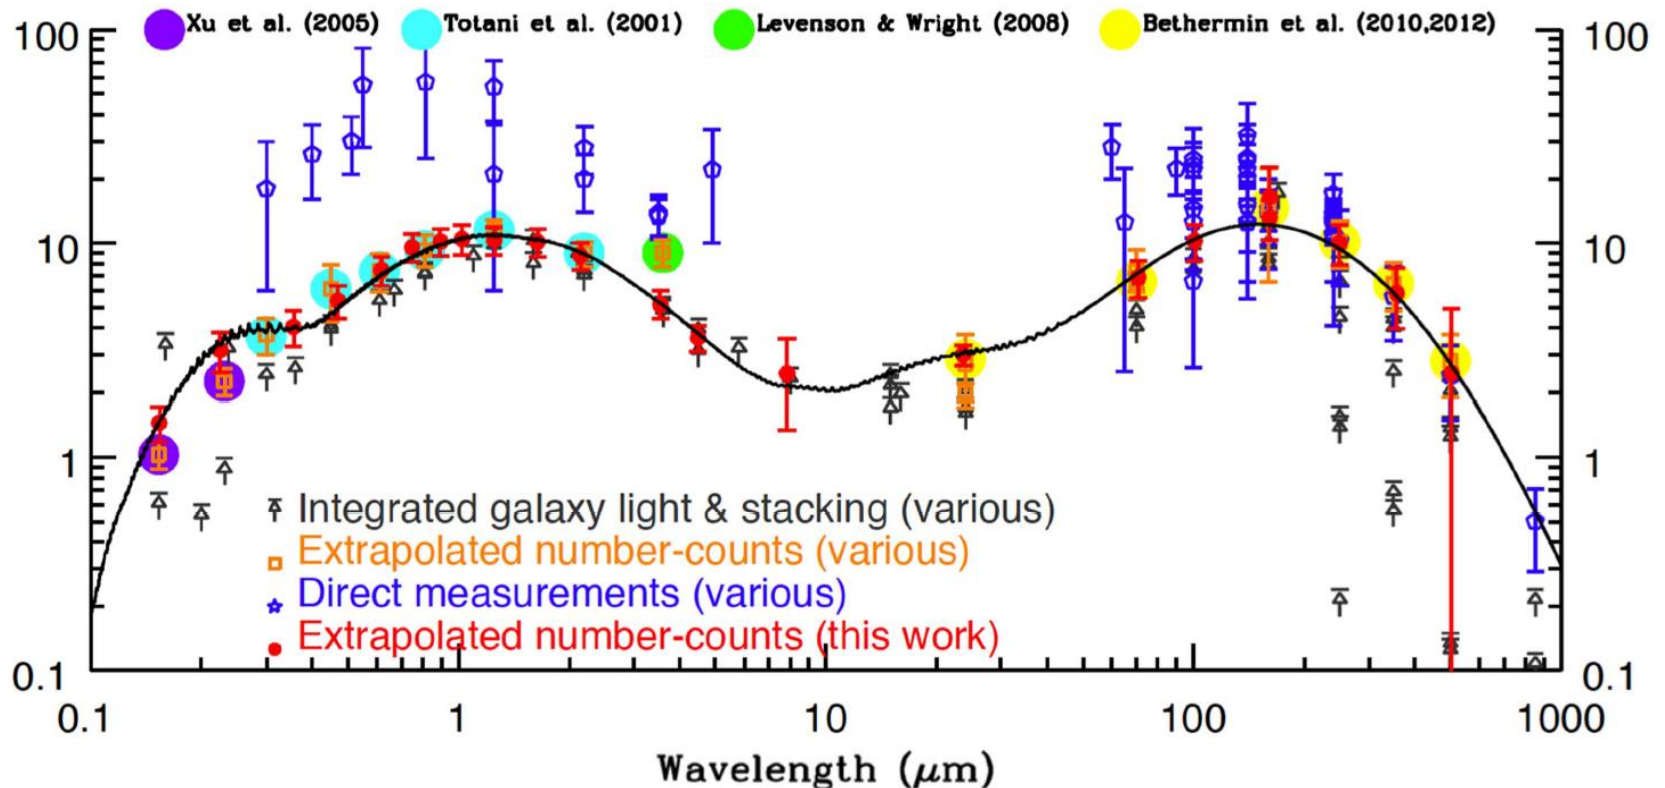 Xu et al. (2005) Totani et al. (2001) Levenson & Wright (2008) Bethermin et al. (2010,2012)
100 100
10 10
1 1
Integrated galaxy light & stacking (various)
Extrapolated number-counts (various)
Direct measurements (various)
Extrapolated number-counts (this work)
0.1 0.1
0.1 1 10 100 1000
Wavelength (μm)